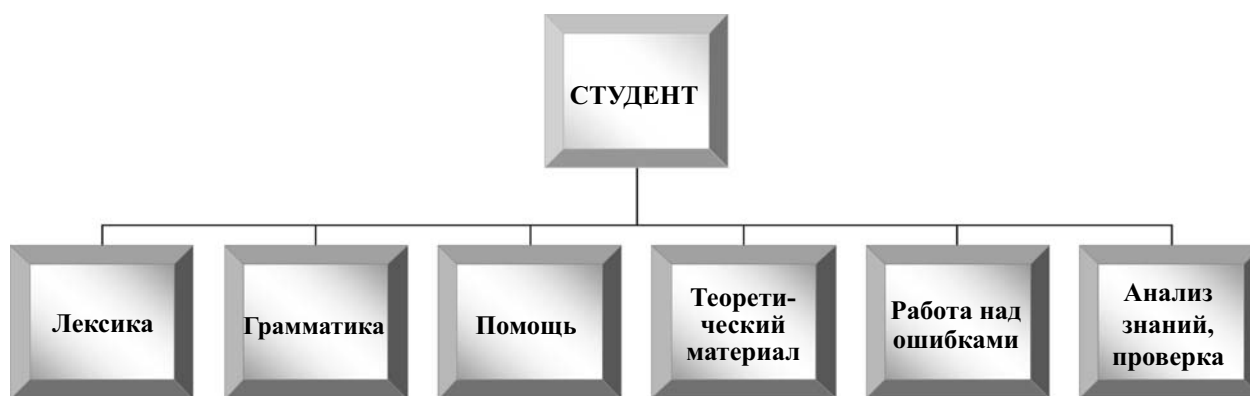 СТУДЕНТ
Лексика
Грамматика
Помощь
Теорети-
ческий
материал
Работа над
ошибками
Анализ
знаний,
проверка